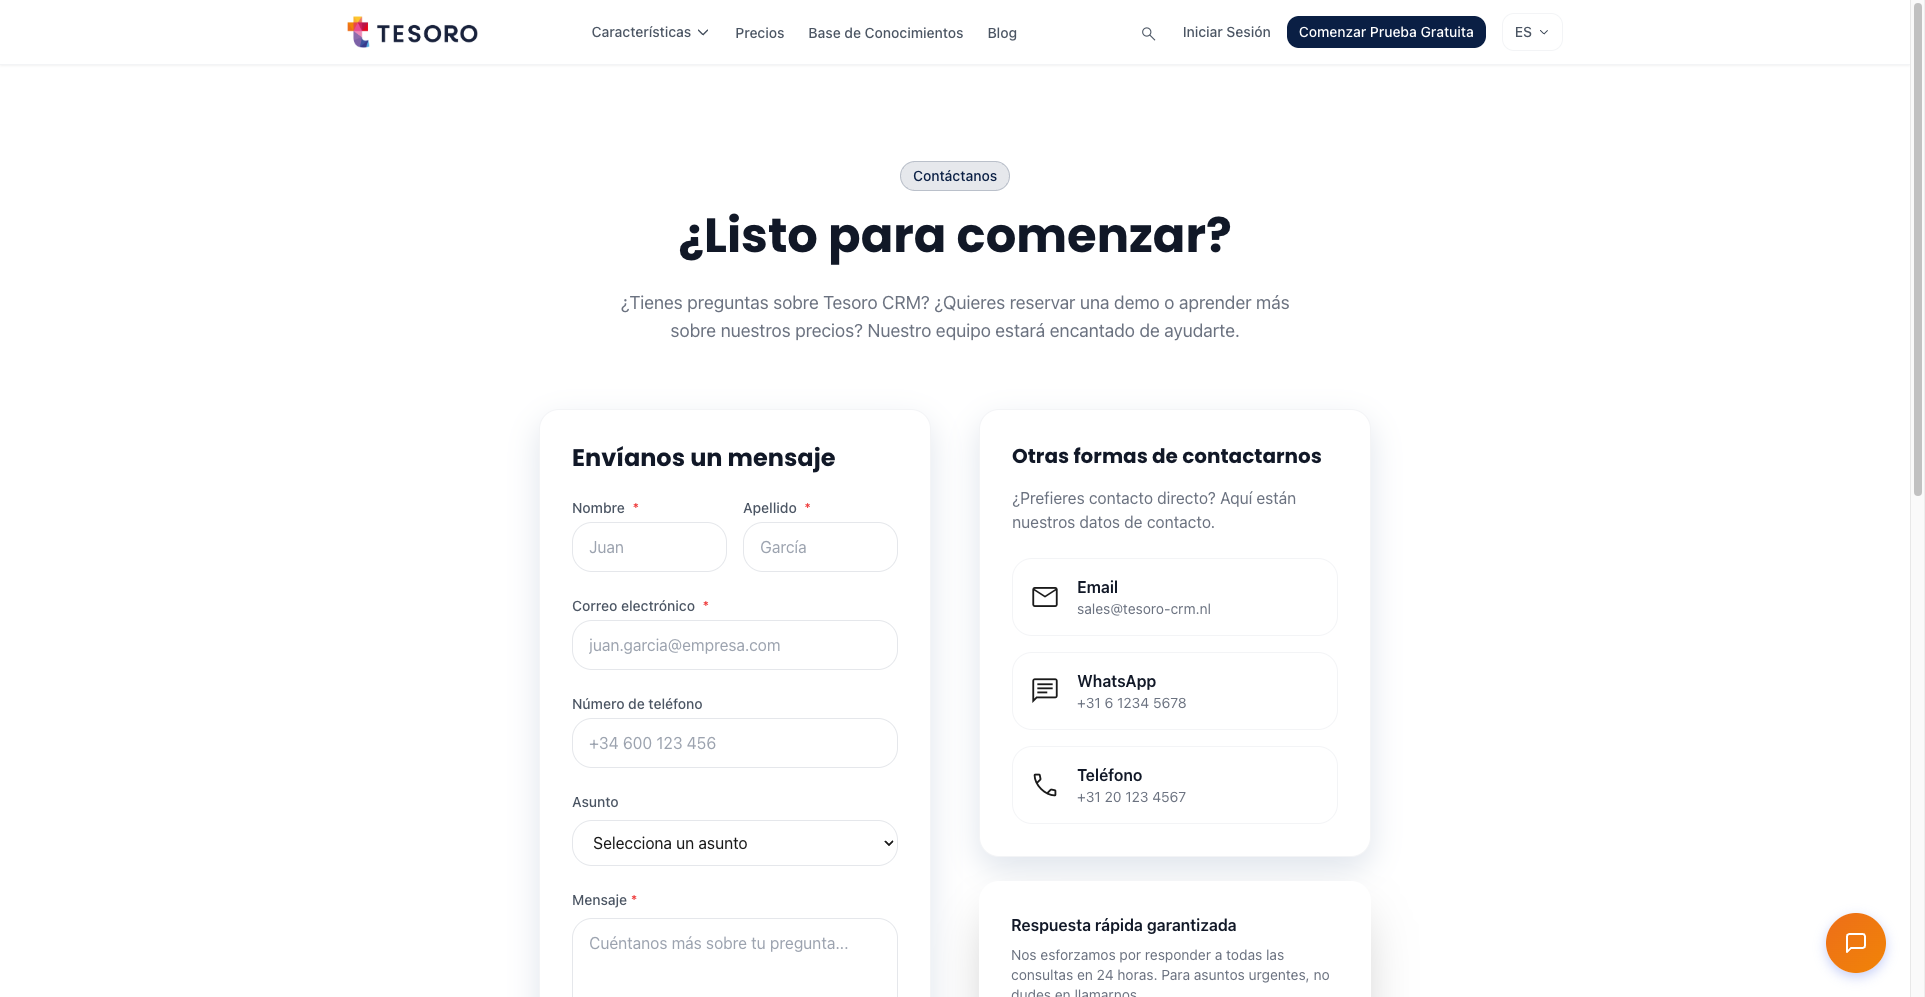 TESORO
Características
Precios
Base de Conocimientos
Blog
Iniciar Sesión
Comenzar Prueba Gratuita
ES
Contáctanos
¿Listo para comenzar?
¿Tienes preguntas sobre Tesoro CRM? ¿Quieres reservar una demo o aprender más
sobre nuestros precios? Nuestro equipo estará encantado de ayudarte.
Envíanos un mensaje
Nombre *
Apellido *
Juan
García
Correo electrónico *
juan.garcia@empresa.com
Número de teléfono
+34 600 123 456
Asunto
Selecciona un asunto
Mensaje *
Cuéntanos más sobre tu pregunta...
Otras formas de contactarnos
¿Prefieres contacto directo? Aquí están
nuestros datos de contacto.
Email
sales@tesoro-crm.nl
WhatsApp
+31 6 1234 5678
Teléfono
+31 20 123 4567
Respuesta rápida garantizada
Nos esforzamos por responder a todas las
consultas en 24 horas. Para asuntos urgentes, no
dudes en llamarnos.